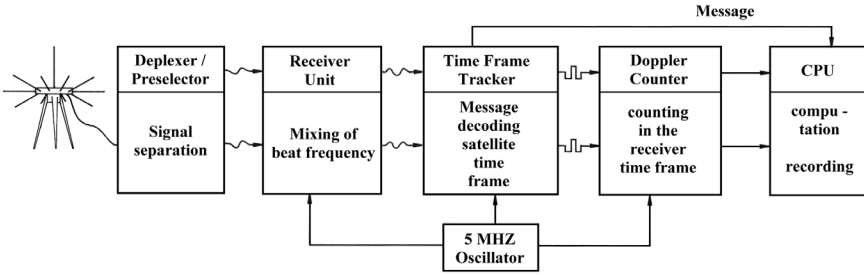 Message
Deplexer /
Preselector
Signal
separation
Receiver
Unit
Mixing of
beat frequency
Time Frame
Tracker
Message
decoding
satellite
time
frame
Doppler
Counter
counting
in the
receiver
time frame
CPU
compu -
tation
recording
5 MHZ
Oscillator